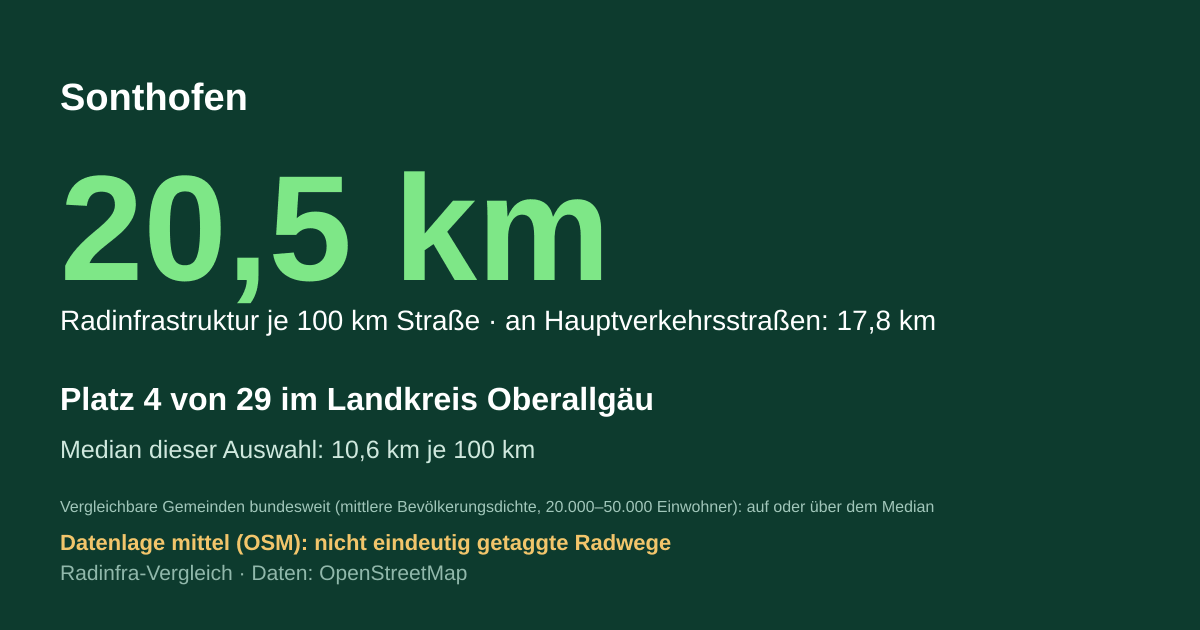 Sonthofen
20,5 km
Radinfrastruktur je 100 km Straße · an Hauptverkehrsstraßen: 17,8 km
Platz 4 von 29 im Landkreis Oberallgäu
Median dieser Auswahl: 10,6 km je 100 km
Vergleichbare Gemeinden bundesweit (mittlere Bevölkerungsdichte, 20.000–50.000 Einwohner): auf oder über dem Median
Datenlage mittel (OSM): nicht eindeutig getaggte Radwege
Radinfra-Vergleich · Daten: OpenStreetMap